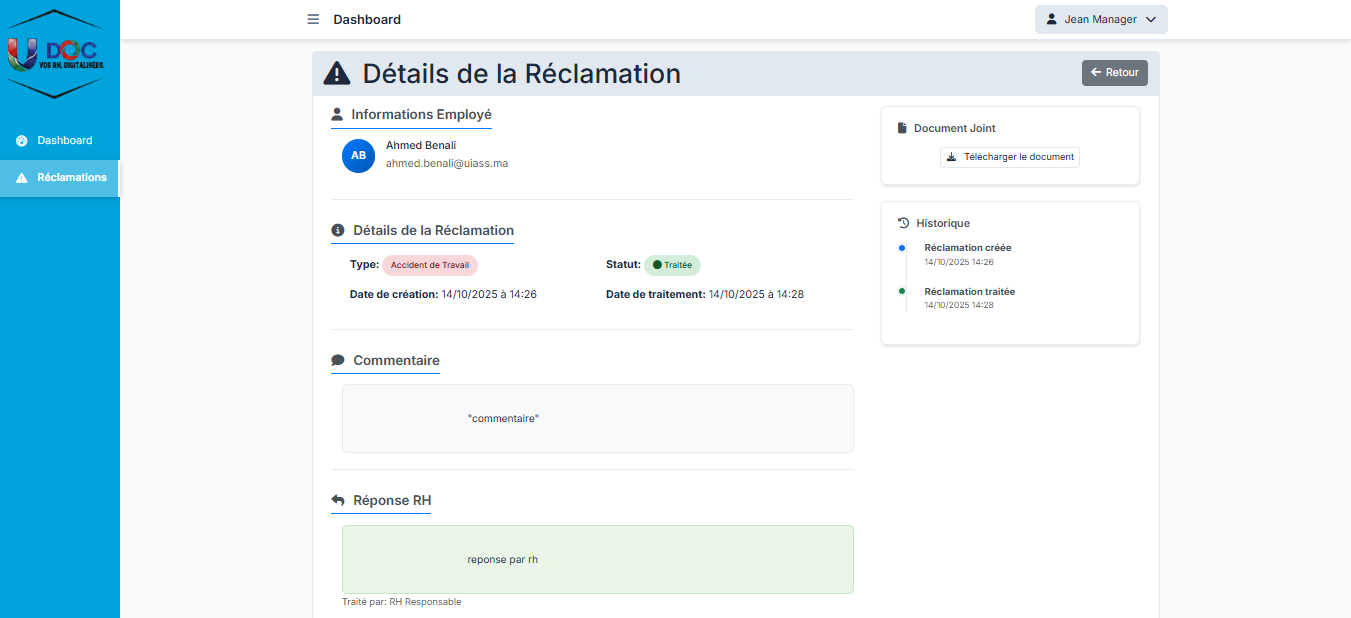 U DOC
VOS RH, DIGITALISÉES.
Dashboard
Réclamations
Dashboard
Jean Manager
Détails de la Réclamation
Retour
Informations Employé
AB
Ahmed Benali
ahmed.benali@uiass.ma
Détails de la Réclamation
Type: Accident de Travail
Statut: Traitée
Date de création: 14/10/2025 à 14:26
Date de traitement: 14/10/2025 à 14:28
Commentaire
"commentaire"
Réponse RH
reponse par rh
Traité par: RH Responsable
Document Joint
Télécharger le document
Historique
Réclamation créée
14/10/2025 14:26
Réclamation traitée
14/10/2025 14:28